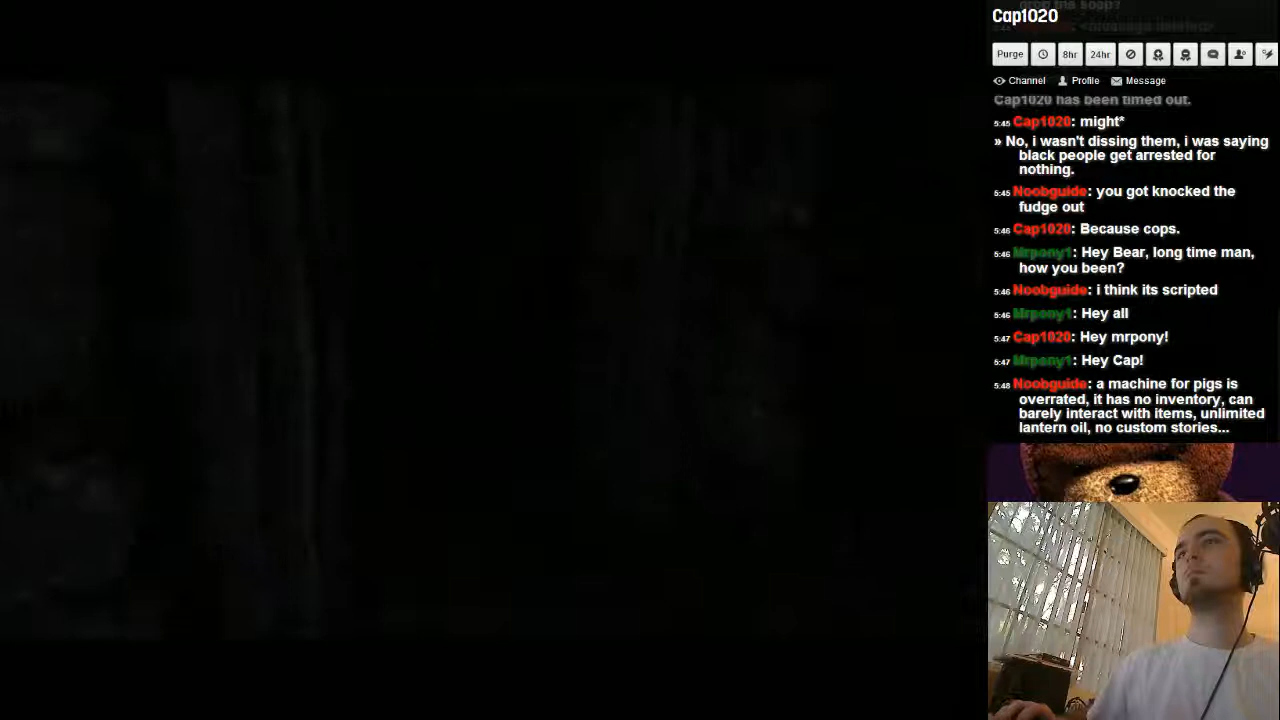 Cap1020
Purge 8hr 24hr
Channel Profile Message
Cap1020 has been timed out.
5:45 Cap1020: might*
» No, i wasn't dissing them, i was saying
black people get arrested for
nothing.
5:45 Noobguide: you got knocked the
fudge out
5:46 Cap1020: Because cops.
5:46 Mrpony1: Hey Bear, long time man,
how you been?
5:46 Noobguide: i think its scripted
5:46 Mrpony1: Hey all
5:47 Cap1020: Hey mrpony!
5:47 Mrpony1: Hey Cap!
5:48 Noobguide: a machine for pigs is
overrated, it has no inventory, can
barely interact with items, unlimited
lantern oil, no custom stories...